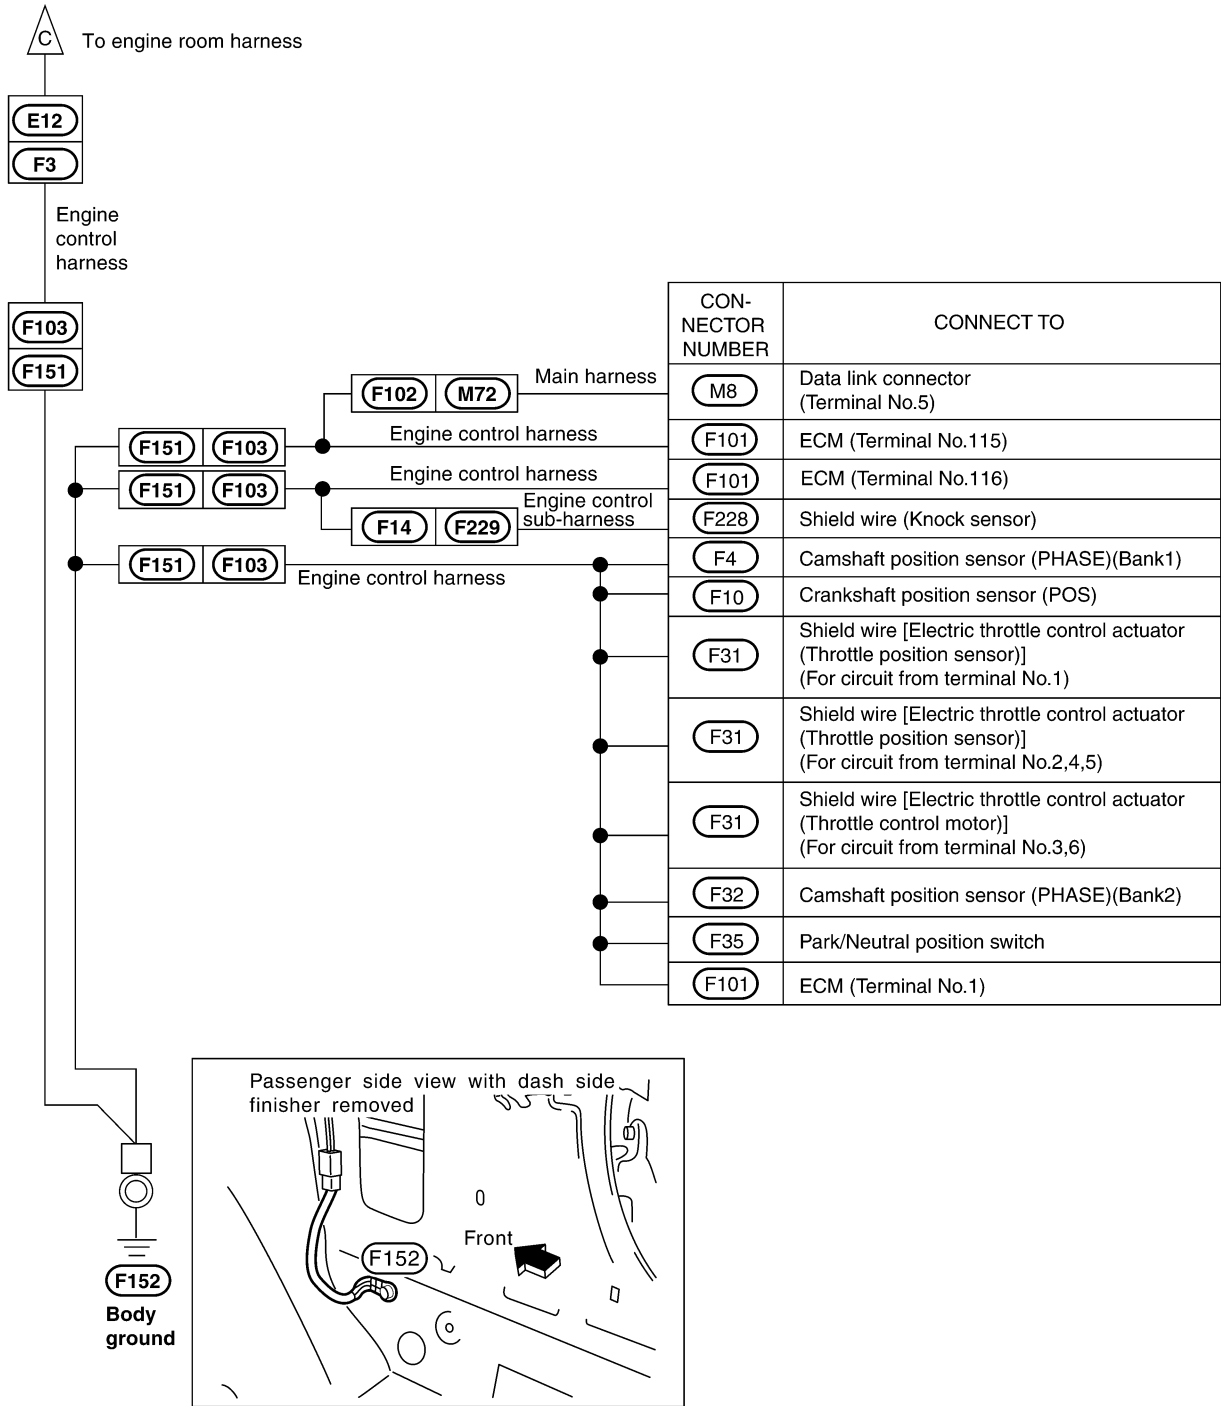 C
To engine room harness
E12
F3
Engine
control
harness
F103
F151
CON-
NECTOR
NUMBER
CONNECT TO
F102
M72
Main harness
M8
Data link connector
(Terminal No.5)
F151
F103
Engine control harness
F101
ECM (Terminal No.115)
F151
F103
Engine control harness
F101
ECM (Terminal No.116)
F14
F229
Engine control
sub-harness
F228
Shield wire (Knock sensor)
F151
F103
Engine control harness
F4
Camshaft position sensor (PHASE)(Bank1)
F10
Crankshaft position sensor (POS)
F31
Shield wire [Electric throttle control actuator
(Throttle position sensor)]
(For circuit from terminal No.1)
F31
Shield wire [Electric throttle control actuator
(Throttle position sensor)]
(For circuit from terminal No.2,4,5)
F31
Shield wire [Electric throttle control actuator
(Throttle control motor)]
(For circuit from terminal No.3,6)
F32
Camshaft position sensor (PHASE)(Bank2)
F35
Park/Neutral position switch
F101
ECM (Terminal No.1)
Passenger side view with dash side
finisher removed
Front
F152
F152
Body
ground